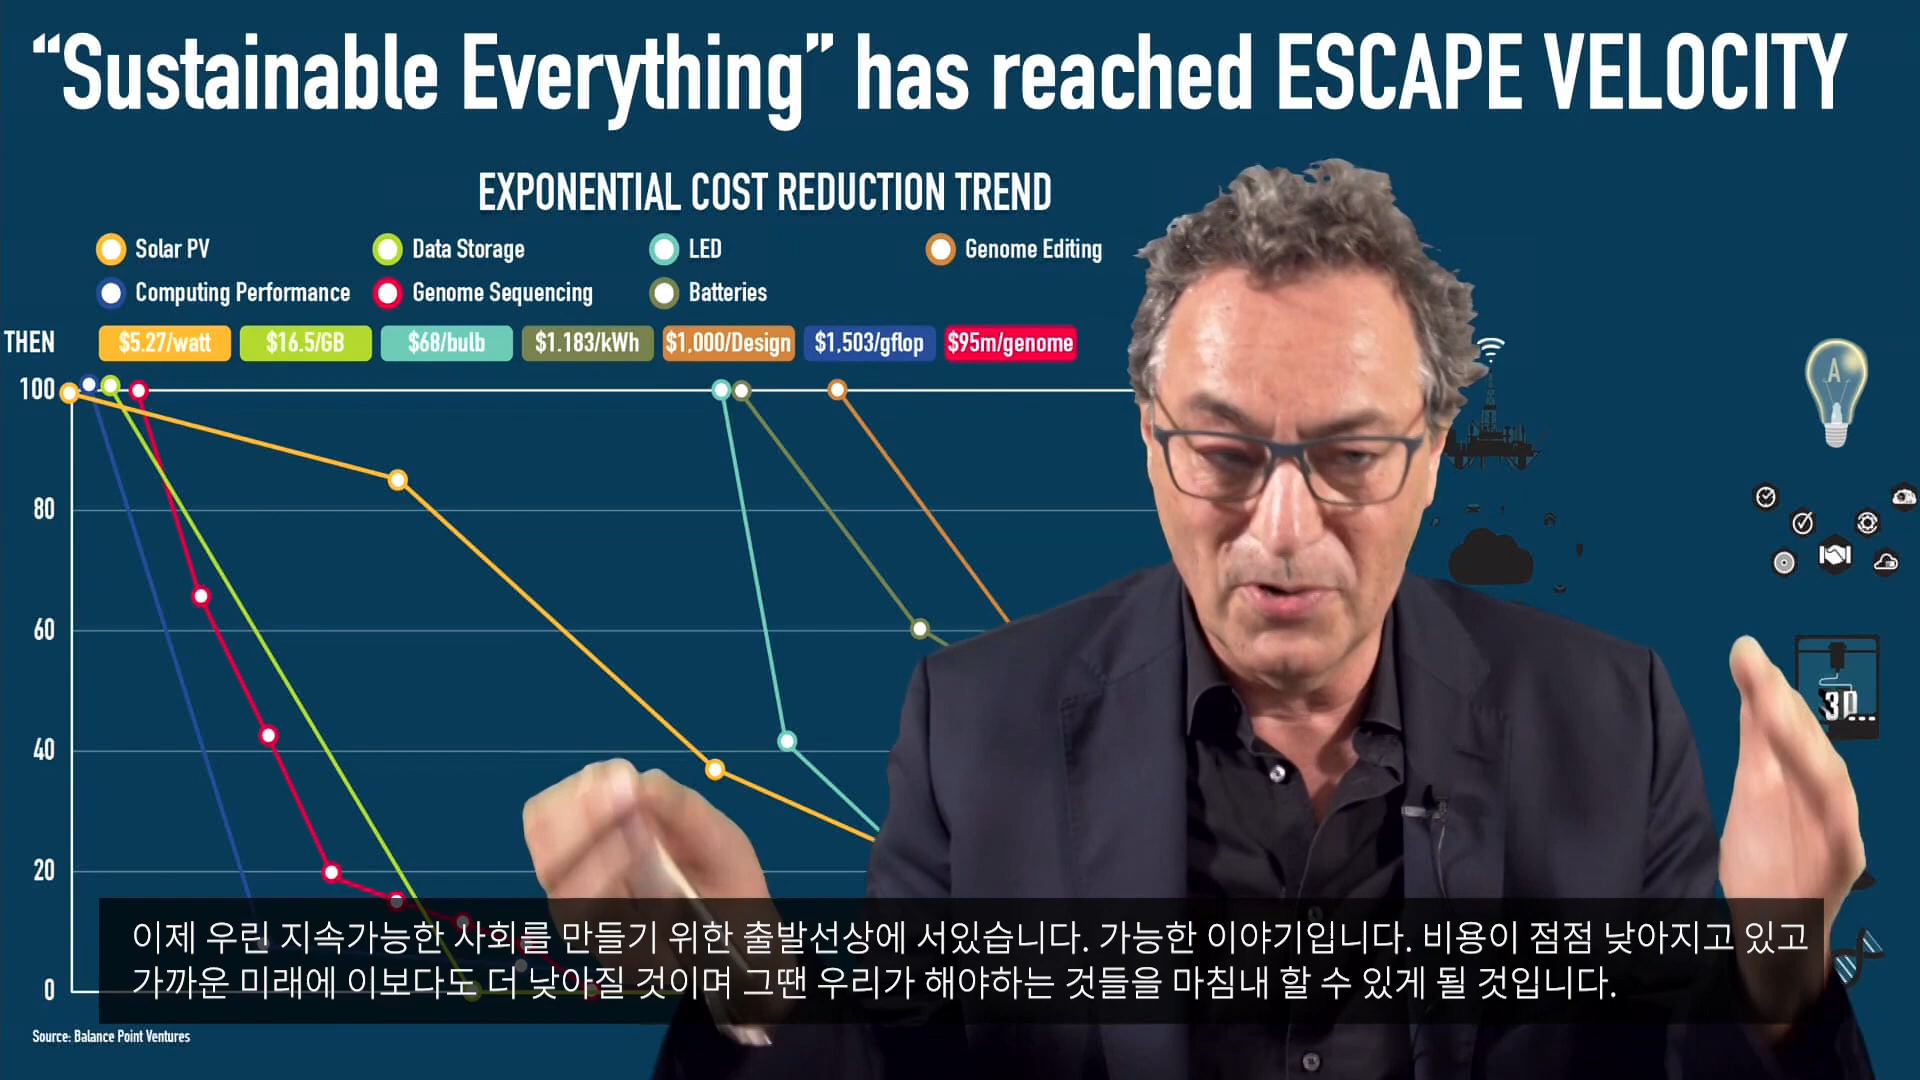 “Sustainable Everything” has reached ESCAPE VELOCITY
EXPONENTIAL COST REDUCTION TREND
Solar PV
Data Storage
LED
Genome Editing
Computing Performance
Genome Sequencing
Batteries
THEN
$5.27/watt
$16.5/GB
$68/bulb
$1.183/kWh
$1,000/Design
$1,503/gflop
$95m/genome
100
80
60
40
20
0
A
3D
이제 우린 지속가능한 사회를 만들기 위한 출발선상에 서있습니다. 가능한 이야기입니다. 비용이 점점 낮아지고 있고
가까운 미래에 이보다도 더 낮아질 것이며 그땐 우리가 해야하는 것들을 마침내 할 수 있게 될 것입니다.
Source: Balance Point Ventures